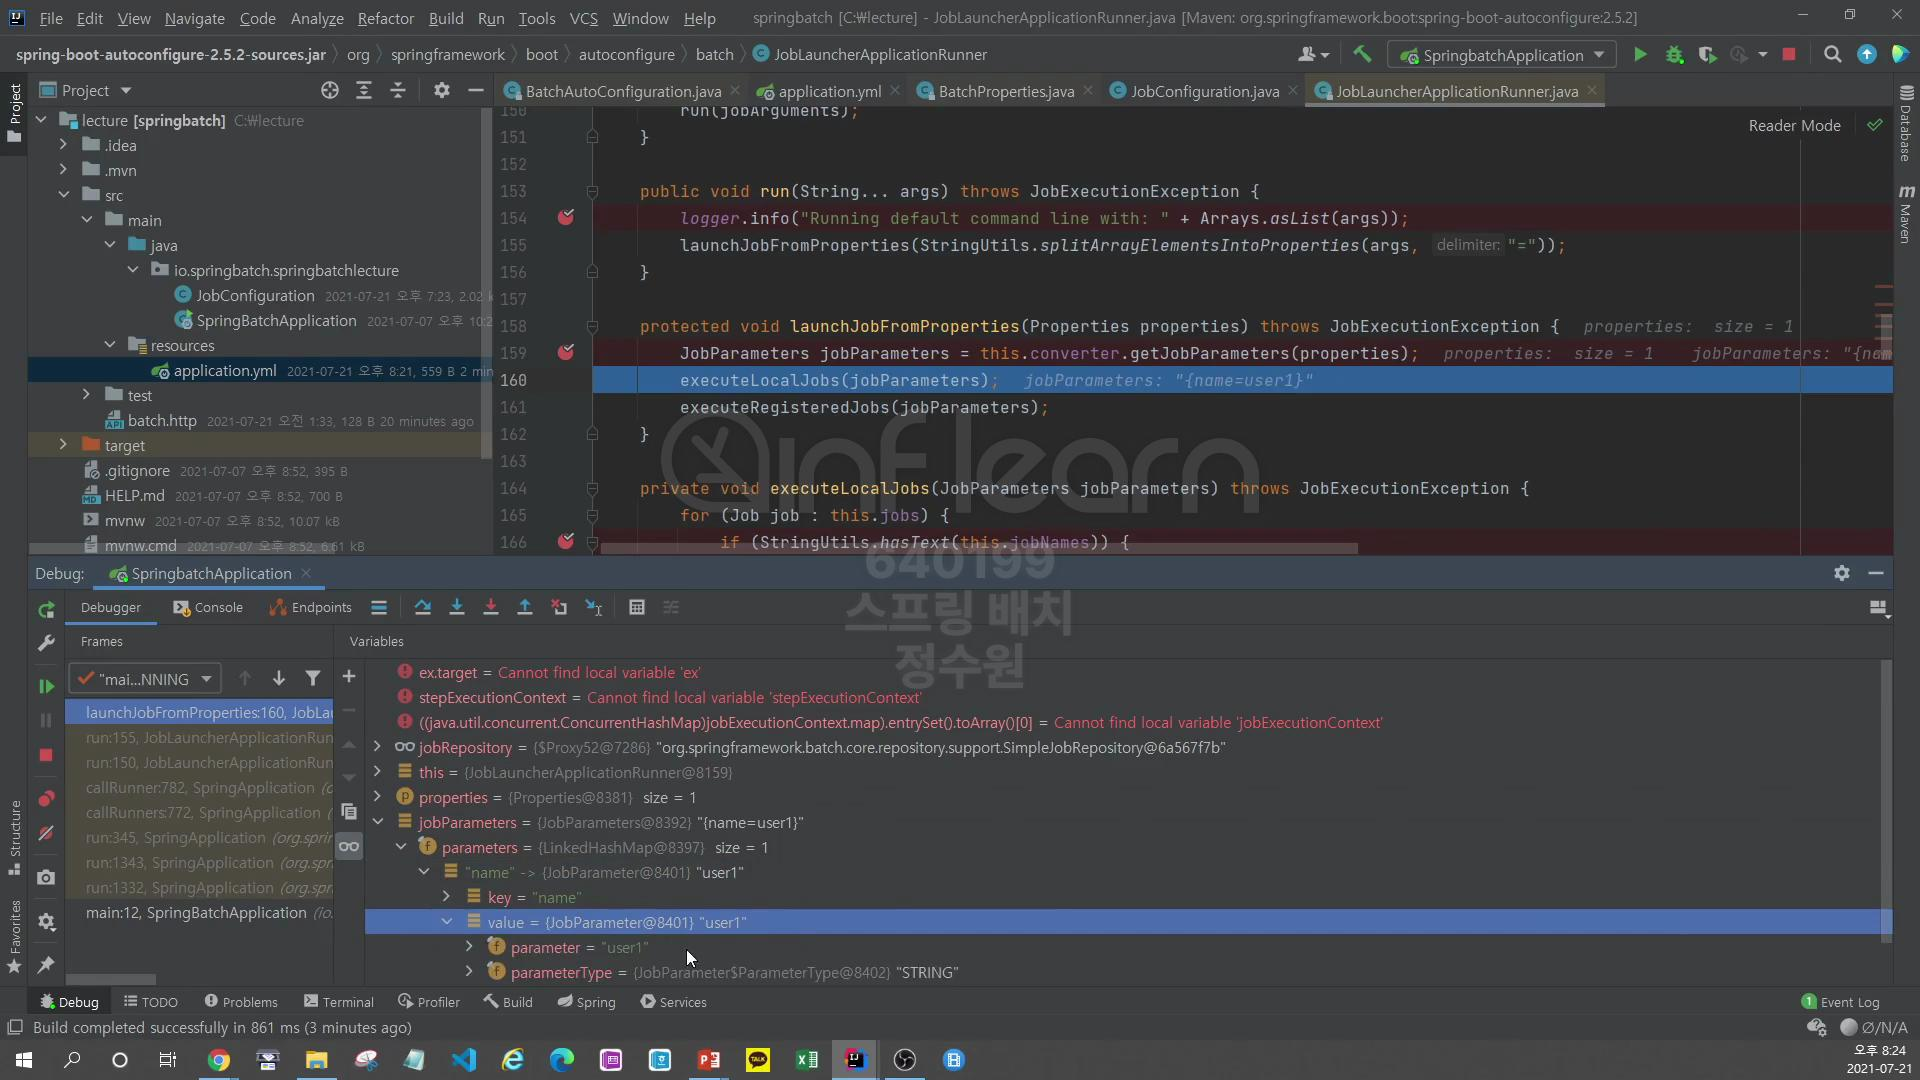 File Edit View Navigate Code Analyze Refactor Build Run Tools VCS Window Help springbatch [C:₩lecture] - JobLauncherApplicationRunner.java [Maven: org.springframework.boot:spring-boot-autoconfigure:2.5.2]
spring-boot-autoconfigure-2.5.2-sources.jar org springframework boot autoconfigure batch JobLauncherApplicationRunner SpringbatchApplication
Project BatchAutoConfiguration.java application.yml BatchProperties.java JobConfiguration.java JobLauncherApplicationRunner.java
Project
Database
Maven
Structure
Favorites
Reader Mode
lecture [springbatch] C:₩lecture
.idea
.mvn
src
main
java
io.springbatch.springbatchlecture
JobConfiguration 2021-07-21 오후 7:23, 2.02 k
SpringBatchApplication 2021-07-07 오후 10:2
resources
application.yml 2021-07-21 오후 8:21, 559 B 2 min
test
batch.http 2021-07-21 오전 1:33, 128 B 20 minutes ago
target
.gitignore 2021-07-07 오후 8:52, 395 B
HELP.md 2021-07-07 오후 8:52, 700 B
mvnw 2021-07-07 오후 8:52, 10.07 kB
mvnw.cmd 2021-07-07 오후 8:52, 6.61 kB
150 run(jobArguments);
151 }
152
153 public void run(String... args) throws JobExecutionException {
154 logger.info("Running default command line with: " + Arrays.asList(args));
155 launchJobFromProperties(StringUtils.splitArrayElementsIntoProperties(args, delimiter: "="));
156 }
157
158 protected void launchJobFromProperties(Properties properties) throws JobExecutionException { properties: size = 1
159 JobParameters jobParameters = this.converter.getJobParameters(properties); properties: size = 1 jobParameters: "{nam
160 executeLocalJobs(jobParameters); jobParameters: "{name=user1}"
161 executeRegisteredJobs(jobParameters);
162 }
163
164 private void executeLocalJobs(JobParameters jobParameters) throws JobExecutionException {
165 for (Job job : this.jobs) {
166 if (StringUtils.hasText(this.jobNames)) {
inflearn
640199
스프링 배치
정수원
Debug: SpringbatchApplication
Debugger Console Endpoints
Frames Variables
"mai...NNING
launchJobFromProperties:160, JobLau
run:155, JobLauncherApplicationRun
run:150, JobLauncherApplicationRun
callRunner:782, SpringApplication (o
callRunners:772, SpringApplication (
run:345, SpringApplication (org.sprin
run:1343, SpringApplication (org.spr
run:1332, SpringApplication (org.spr
main:12, SpringBatchApplication (io.
ex.target = Cannot find local variable 'ex'
stepExecutionContext = Cannot find local variable 'stepExecutionContext'
((java.util.concurrent.ConcurrentHashMap)jobExecutionContext.map).entrySet().toArray()[0] = Cannot find local variable 'jobExecutionContext'
jobRepository = {$Proxy52@7286} "org.springframework.batch.core.repository.support.SimpleJobRepository@6a567f7b"
this = {JobLauncherApplicationRunner@8159}
properties = {Properties@8381} size = 1
jobParameters = {JobParameters@8392} "{name=user1}"
parameters = {LinkedHashMap@8397} size = 1
"name" -> {JobParameter@8401} "user1"
key = "name"
value = {JobParameter@8401} "user1"
parameter = "user1"
parameterType = {JobParameter$ParameterType@8402} "STRING"
Debug TODO Problems Terminal Profiler Build Spring Services 1 Event Log
Build completed successfully in 861 ms (3 minutes ago) ∅/N/A
오후 8:24
2021-07-21